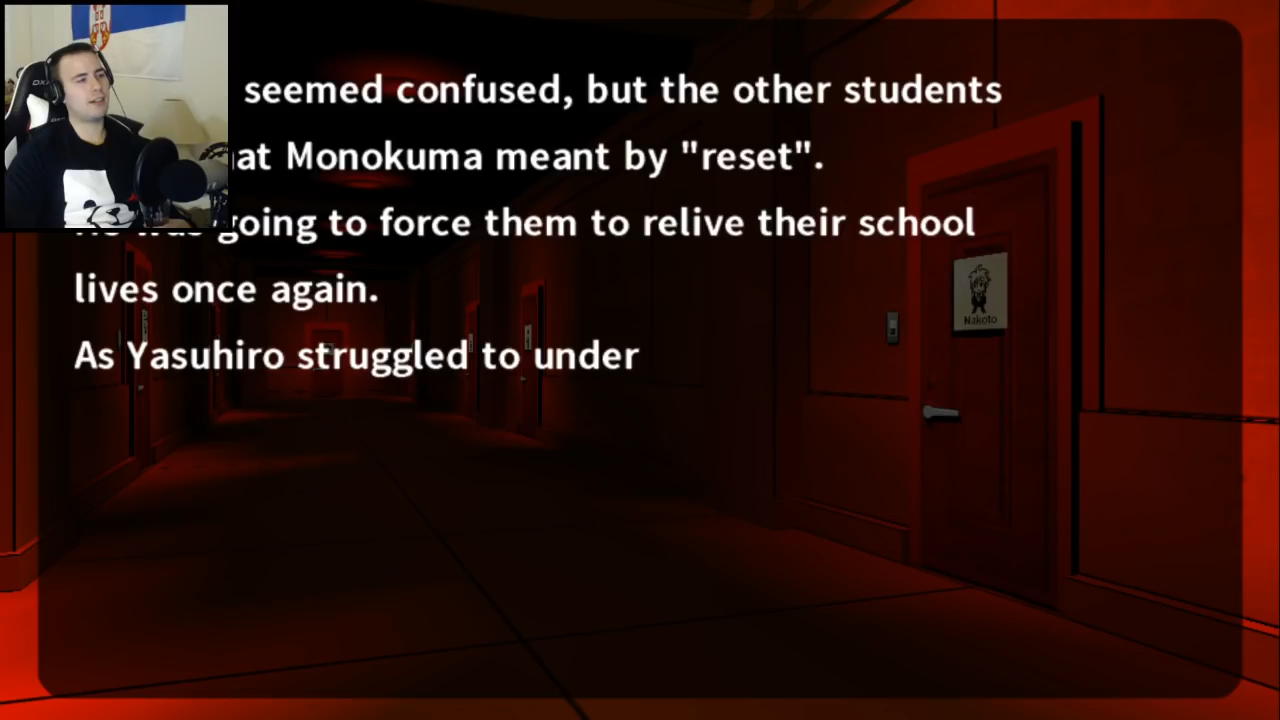 seemed confused, but the other students
at Monokuma meant by "reset".
going to force them to relive their school
lives once again.
As Yasuhiro struggled to under
Nakoto